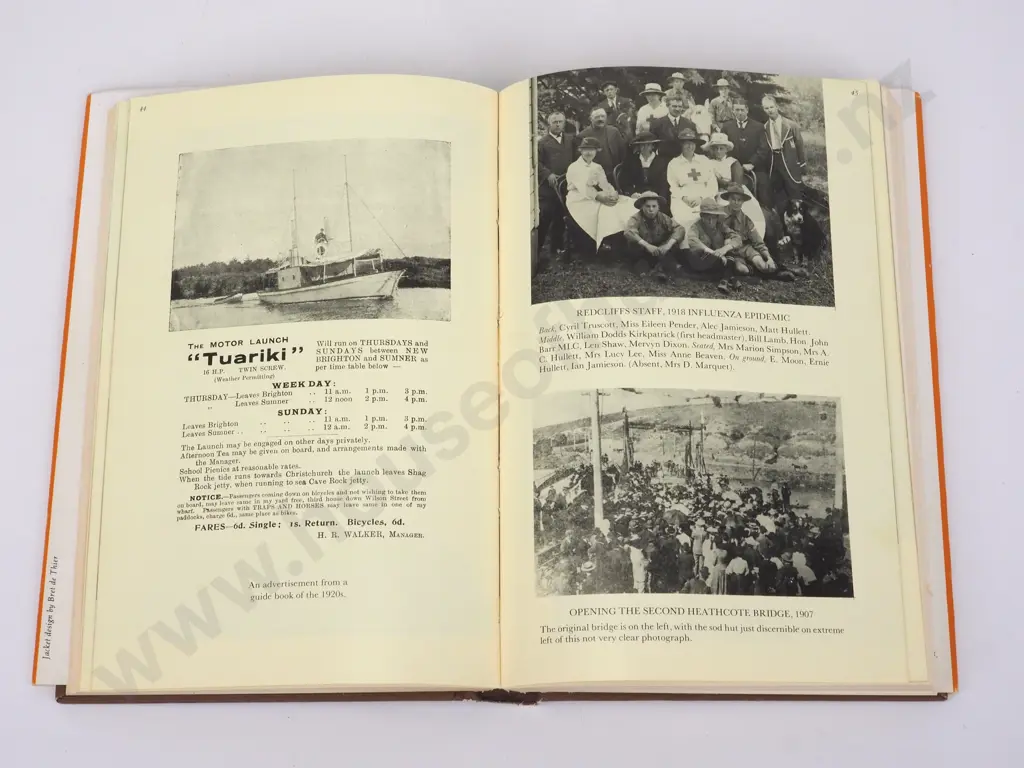 44
THE MOTOR LAUNCH
"Tuariki"
16 H.P. TWIN SCREW.
(Weather Permitting)
Will run on THURSDAYS and
SUNDAYS between NEW
BRIGHTON and SUMNER as
per time table below —
WEEK DAY:
THURSDAY—Leaves Brighton .. 11 a.m. 1 p.m. 3 p.m.
" Leaves Sumner .. 12 noon 2 p.m. 4 p.m.
SUNDAY:
Leaves Brighton .. .. .. 11 a.m. 1 p.m. 3 p.m.
Leaves Sumner .. .. .. .. 12 a.m. 2 p.m. 4 p.m.
The Launch may be engaged on other days privately.
Afternoon Tea may be given on board, and arrangements made with
the Manager.
School Picnics at reasonable rates.
When the tide runs towards Christchurch the launch leaves Shag
Rock jetty, when running to sea Cave Rock jetty.
NOTICE.—Passengers coming down on bicycles and not wishing to take them
on board, may leave same in my yard free, third house down Wilson Street from
wharf. Passengers with TRAPS AND HORSES may leave same in one of my
paddocks, charge 6d., same place as bikes.
FARES—6d. Single; 1s. Return. Bicycles, 6d.
H. R. WALKER, MANAGER.
An advertisement from a
guide book of the 1920s.
Jacket design by Bret de Thier
REDCLIFFS STAFF, 1918 INFLUENZA EPIDEMIC
Back, Cyril Truscott, Miss Eileen Pender, Alec Jamieson, Matt Hullett.
Middle, William Dodds Kirkpatrick (first headmaster), Bill Lamb, Hon. John
Barr MLC, Len Shaw, Mervyn Dixon. Seated, Mrs Marion Simpson, Mrs A.
C. Hullett, Mrs Lucy Lee, Miss Anne Beaven. On ground, E. Moon, Ernie
Hullett, Ian Jamieson. (Absent, Mrs D. Marquet).
OPENING THE SECOND HEATHCOTE BRIDGE, 1907
The original bridge is on the left, with the sod hut just discernible on extreme
left of this not very clear photograph.